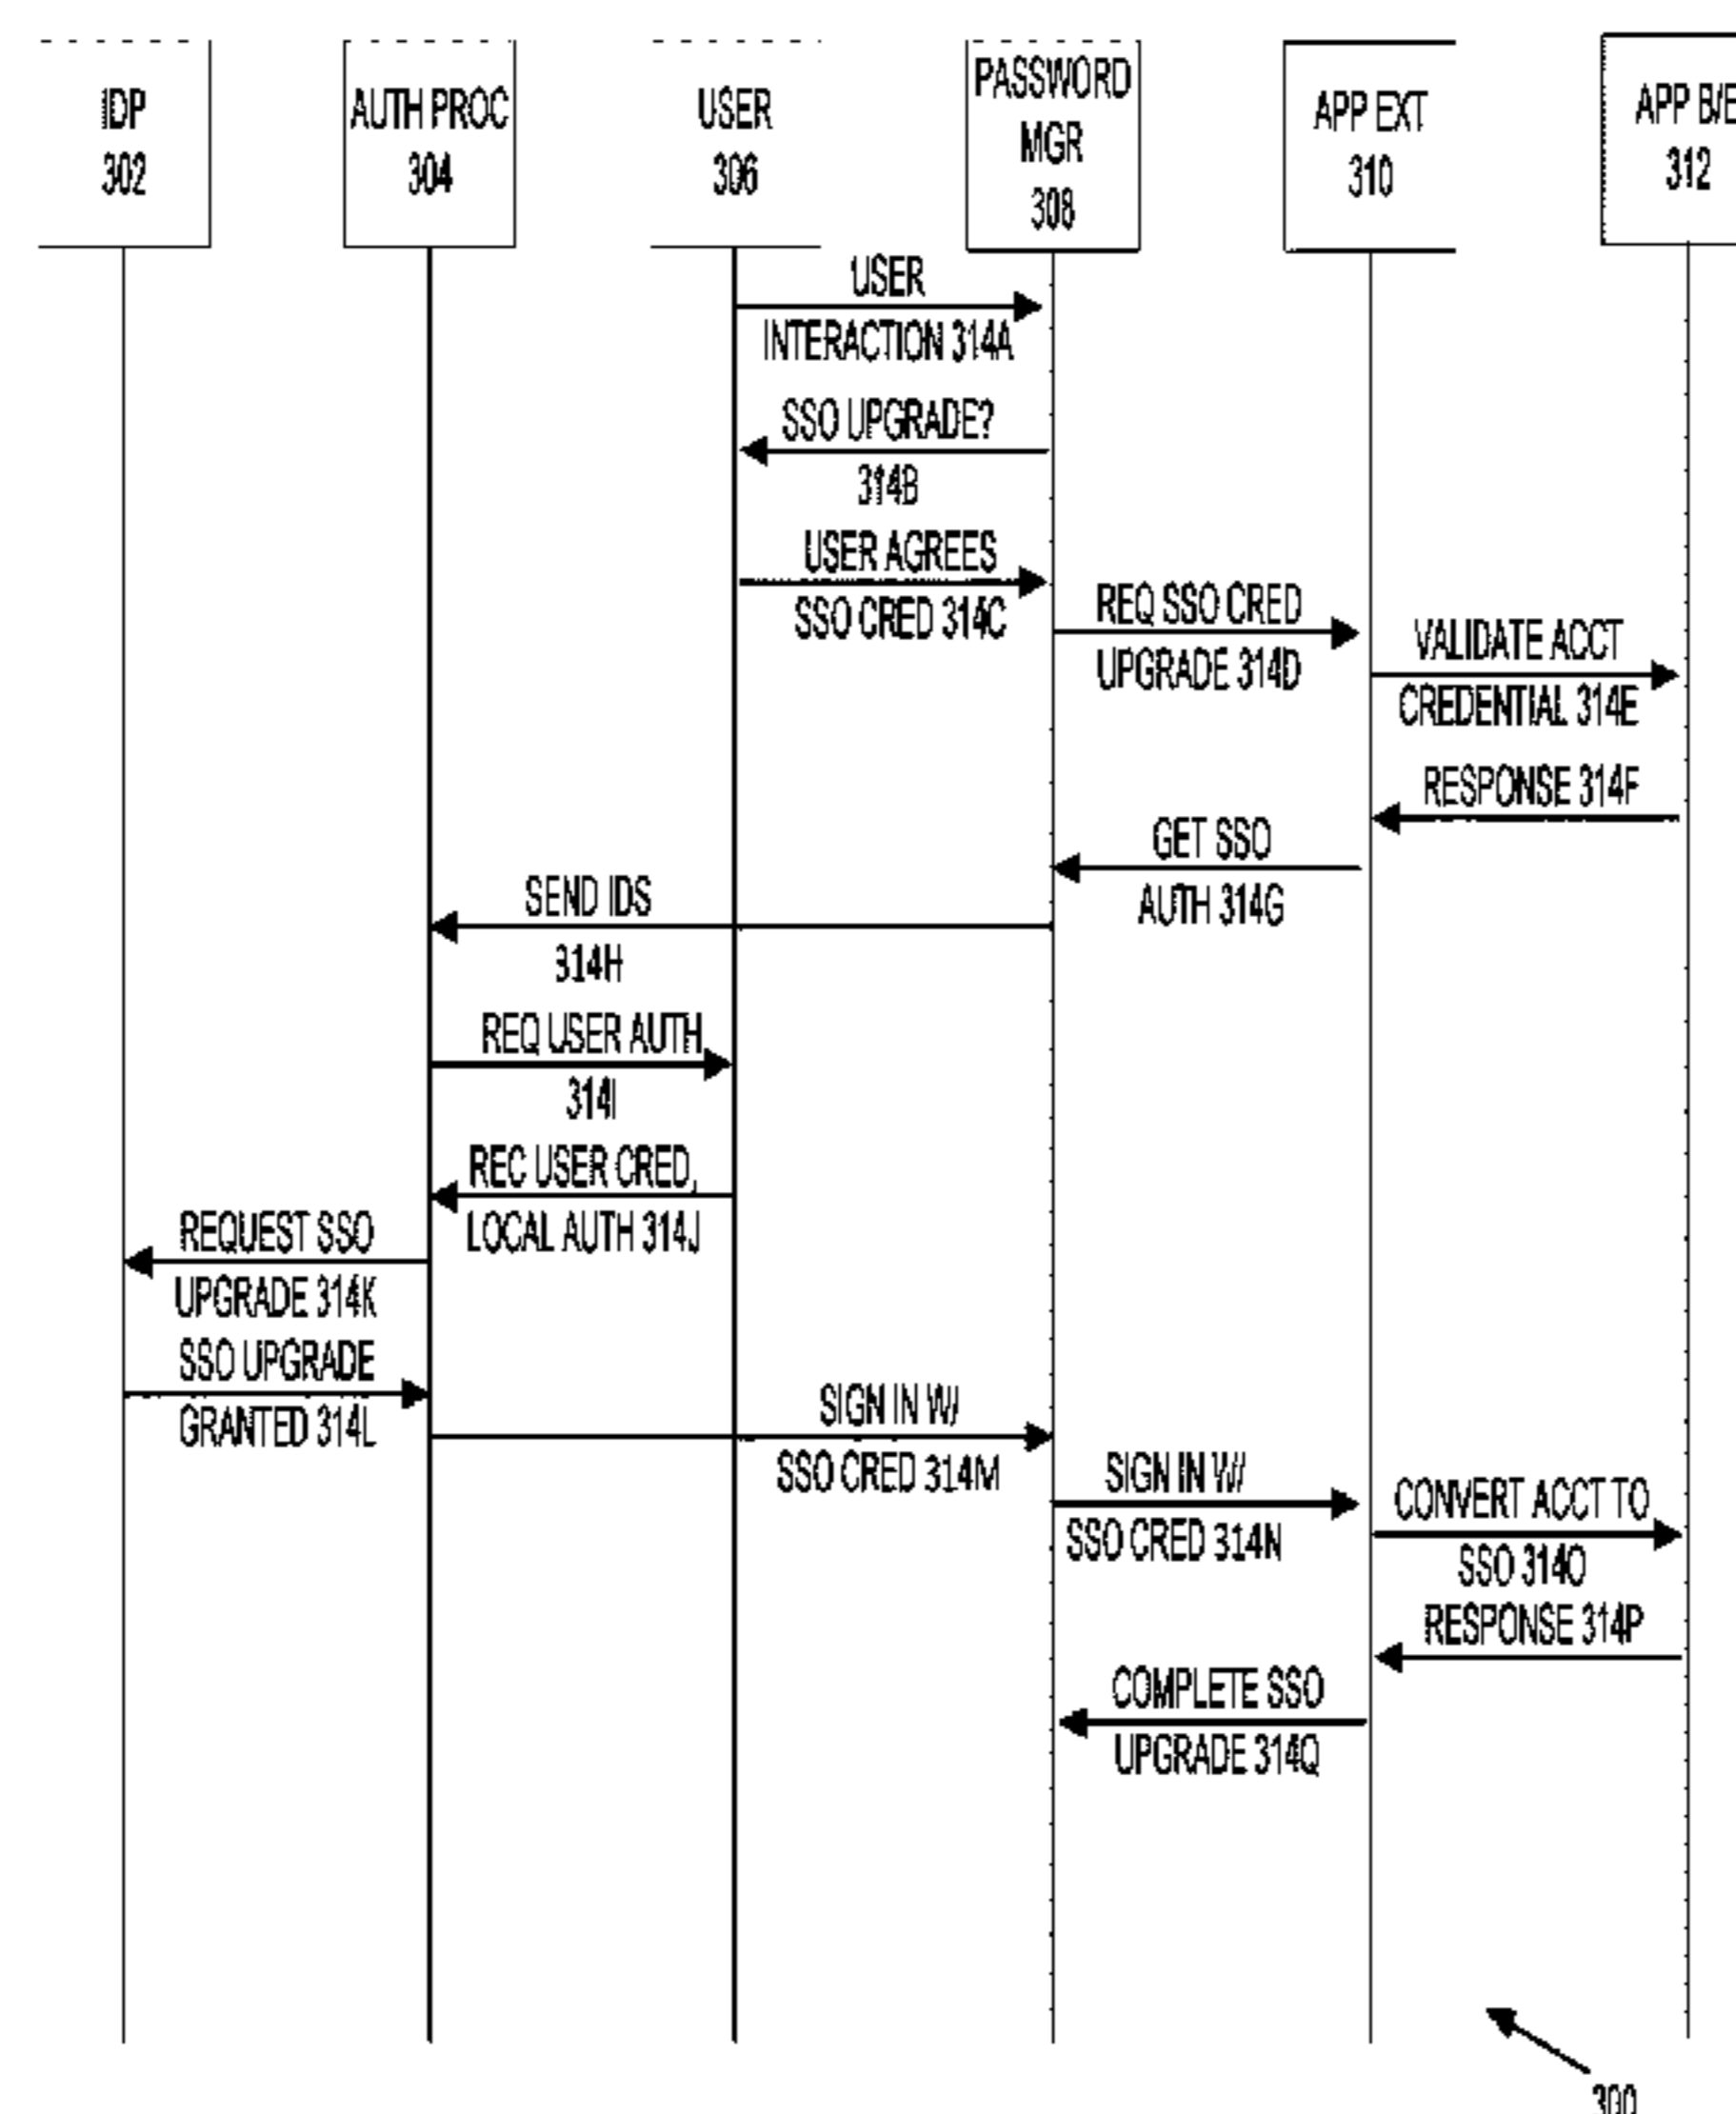 IDP
302
AUTH PROC
304
USER
306
PASSWORD
MGR
308
APP EXT
310
APP B/E
312
USER
INTERACTION 314A
SSO UPGRADE?
314B
USER AGREES
SSO CRED 314C
REQ SSO CRED
UPGRADE 314D
VALIDATE ACCT
CREDENTIAL 314E
RESPONSE 314F
GET SSO
AUTH 314G
SEND IDS
314H
REQ USER AUTH
314I
REC USER CRED,
LOCAL AUTH 314J
REQUEST SSO
UPGRADE 314K
SSO UPGRADE
GRANTED 314L
SIGN IN W/
SSO CRED 314M
SIGN IN W/
SSO CRED 314N
CONVERT ACCT TO
SSO 314O
RESPONSE 314P
COMPLETE SSO
UPGRADE 314Q
300